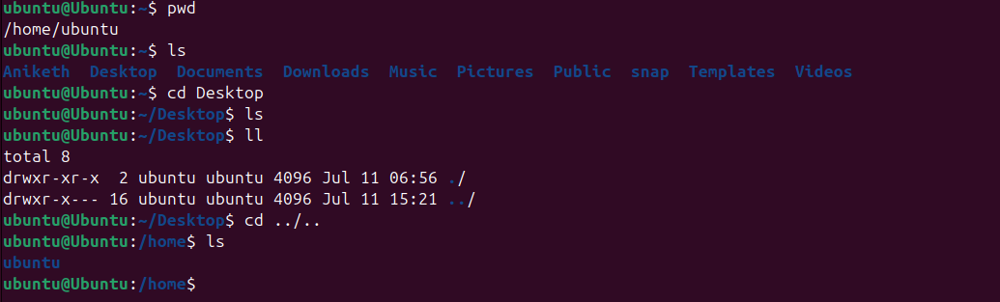 ubuntu@Ubuntu:~$ pwd
/home/ubuntu
ubuntu@Ubuntu:~$ ls
Aniketh  Desktop  Documents  Downloads  Music  Pictures  Public  snap  Templates  Videos
ubuntu@Ubuntu:~$ cd Desktop
ubuntu@Ubuntu:~/Desktop$ ls
ubuntu@Ubuntu:~/Desktop$ ll
total 8
drwxr-xr-x  2 ubuntu ubuntu 4096 Jul 11 06:56 ./
drwxr-x--- 16 ubuntu ubuntu 4096 Jul 11 15:21 ../
ubuntu@Ubuntu:~/Desktop$ cd ../..
ubuntu@Ubuntu:/home$ ls
ubuntu
ubuntu@Ubuntu:/home$